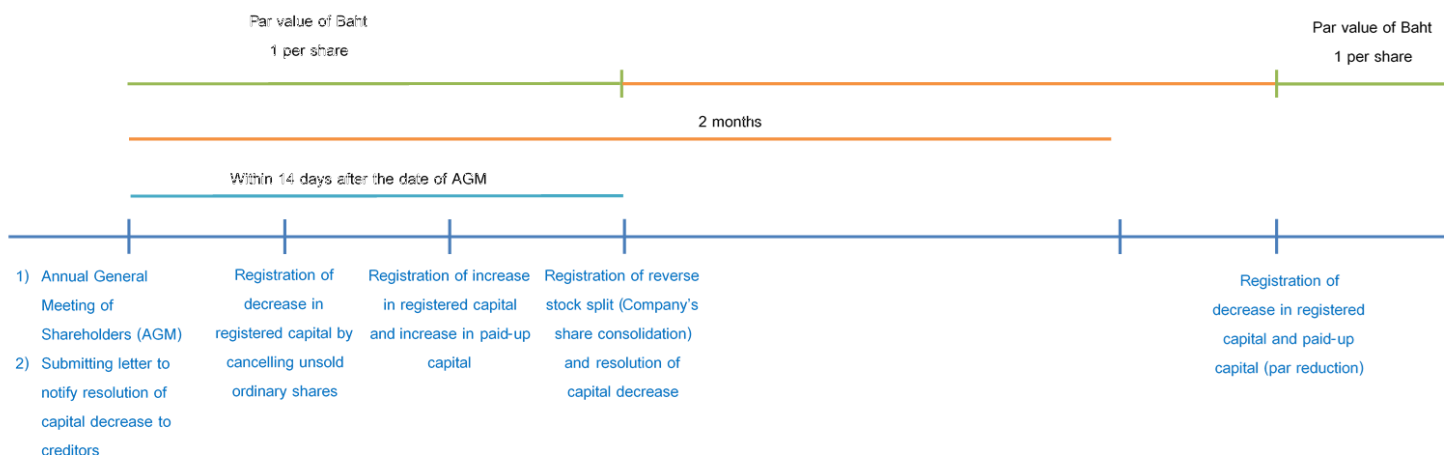 Par value of Baht
1 per share
Par value of Baht
1 per share
2 months
Within 14 days after the date of AGM
1) Annual General
Meeting of
Shareholders (AGM)
2) Submitting letter to
notify resolution of
capital decrease to
creditors
Registration of
decrease in
registered capital by
cancelling unsold
ordinary shares
Registration of increase
in registered capital
and increase in paid-up
capital
Registration of reverse
stock split (Company's
share consolidation)
and resolution of
capital decrease
Registration of
decrease in registered
capital and paid-up
capital (par reduction)